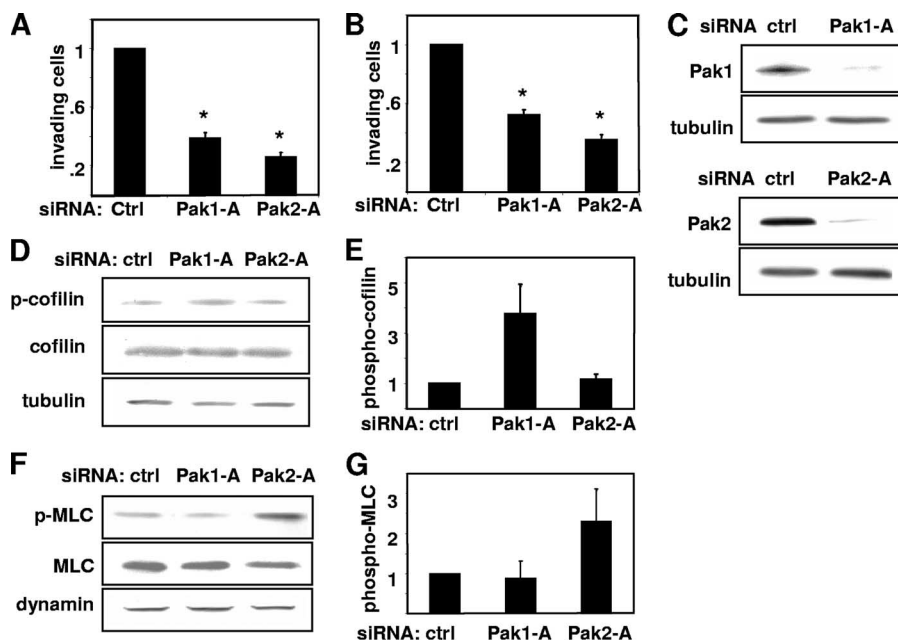 A
invading cells
1
.6
.2
siRNA: Ctrl Pak1-A Pak2-A
* *
B
invading cells
1
.6
.2
siRNA: Ctrl Pak1-A Pak2-A
* *
C
siRNA ctrl Pak1-A
Pak1
tubulin
siRNA ctrl Pak2-A
Pak2
tubulin
D
siRNA: ctrl Pak1-A Pak2-A
p-cofilin
cofilin
tubulin
E
phospho-cofilin
5
3
1
siRNA: ctrl Pak1-A Pak2-A
F
siRNA: ctrl Pak1-A Pak2-A
p-MLC
MLC
dynamin
G
phospho-MLC
3
2
1
siRNA: ctrl Pak1-A Pak2-A